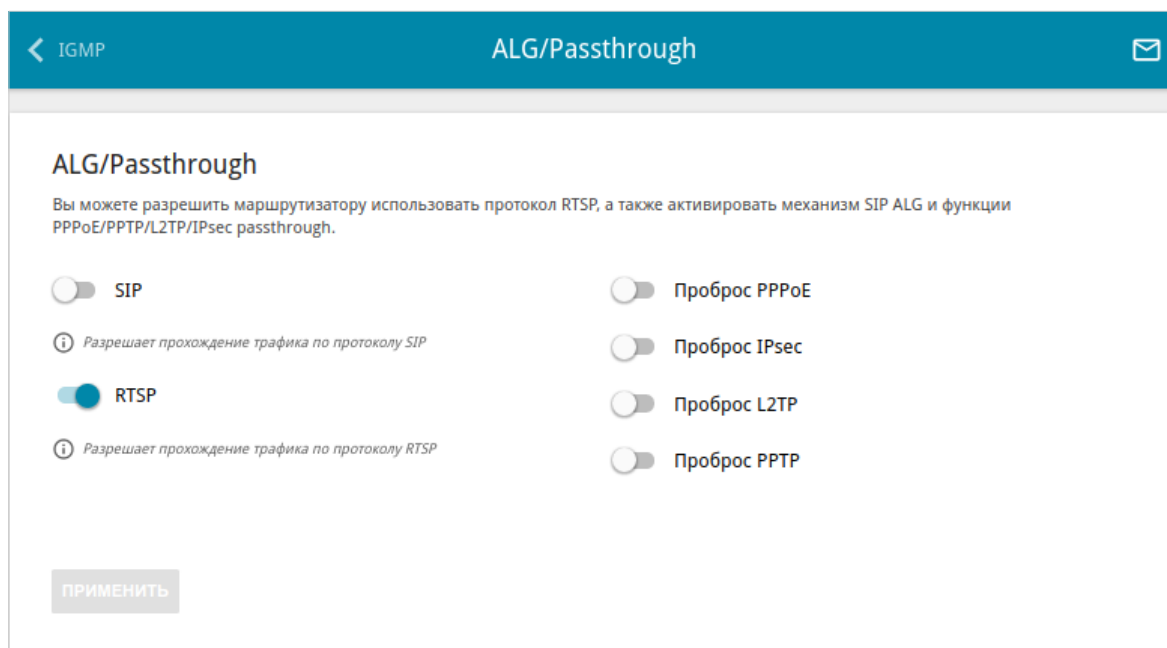 IGMP
ALG/Passthrough
ALG/Passthrough
Вы можете разрешить маршрутизатору использовать протокол RTSP, а также активировать механизм SIP ALG и функции
PPPoE/PPTP/L2TP/IPsec passthrough.
SIP
Разрешает прохождение трафика по протоколу SIP
RTSP
Разрешает прохождение трафика по протоколу RTSP
Проброс PPPoE
Проброс IPsec
Проброс L2TP
Проброс PPTP
ПРИМЕНИТЬ